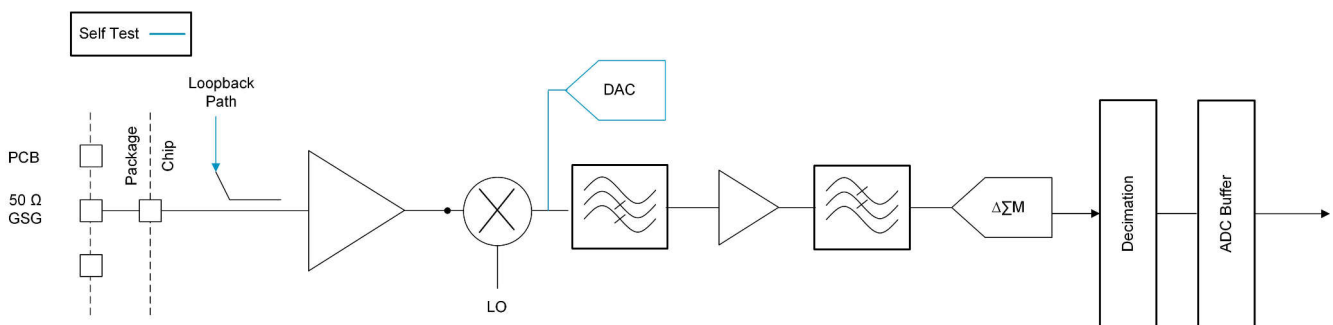 Self Test
Loopback
Path
DAC
PCB
Package
Chip
50 Ω
GSG
LO
ΔΣM
Decimation
ADC Buffer